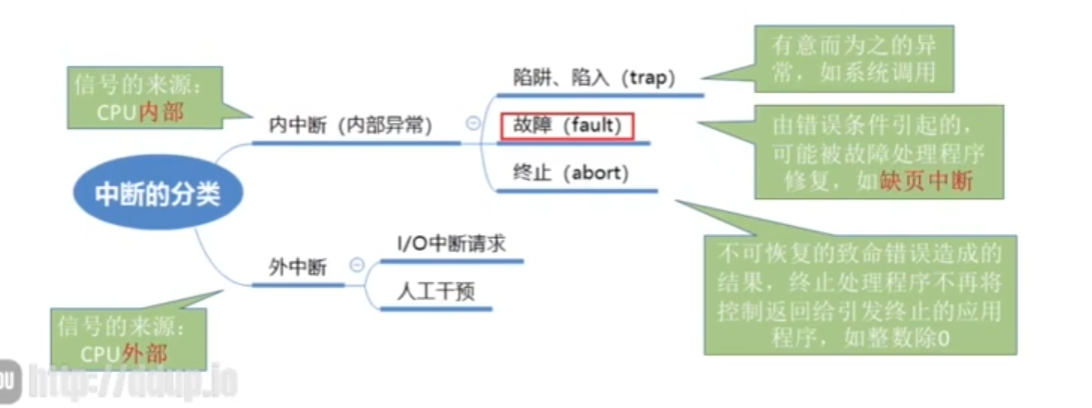 有意而为之的异
常，如系统调用
信号的来源：
CPU内部
陷阱、陷入（trap）
内中断（内部异常）
故障（fault）
由错误条件引起的，
可能被故障处理程序
修复，如缺页中断
终止（abort）
中断的分类
I/O中断请求
外中断
人工干预
不可恢复的致命错误造成的
结果，终止处理程序不再将
控制返回给引发终止的应用
程序，如整数除0
信号的来源：
CPU外部
http://ddup.io